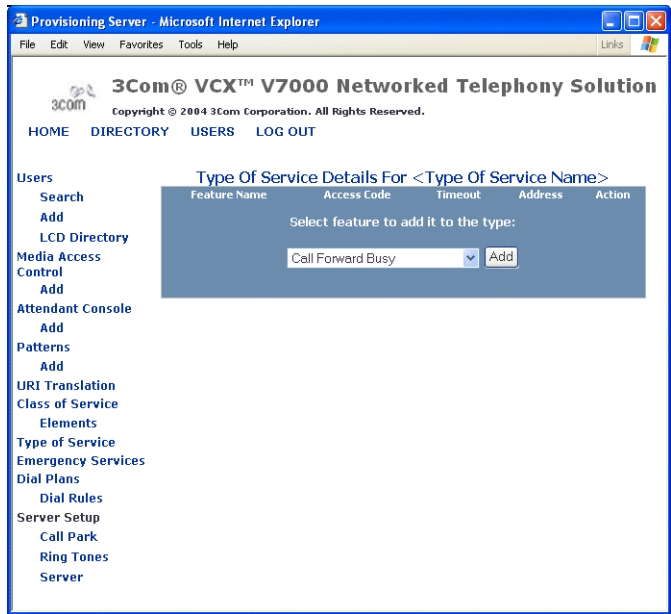 Provisioning Server - Microsoft Internet Explorer
File Edit View Favorites Tools Help Links
3COM
3Com® VCX™ V7000 Networked Telephony Solution
Copyright © 2004 3Com Corporation. All Rights Reserved.
HOME DIRECTORY USERS LOG OUT
Users
Search
Add
LCD Directory
Media Access
Control
Add
Attendant Console
Add
Patterns
Add
URI Translation
Class of Service
Elements
Type of Service
Emergency Services
Dial Plans
Dial Rules
Server Setup
Call Park
Ring Tones
Server
Type Of Service Details For <Type Of Service Name>
Feature Name Access Code Timeout Address Action
Select feature to add it to the type:
Call Forward Busy Add